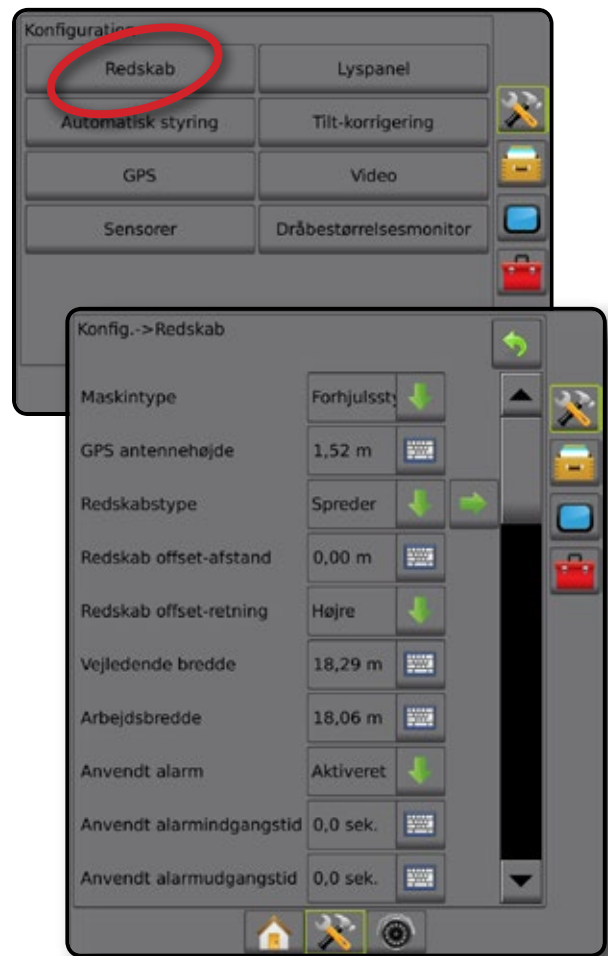 Konfiguration
Redskab
Lyspanel
Automatisk styring
Tilt-korrigering
GPS
Video
Sensorer
Dråbestørrelsesmonitor
Konfig.->Redskab
Maskintype Forhjulssty
GPS antennehøjde 1,52 m
Redskabstype Spreder
Redskab offset-afstand 0,00 m
Redskab offset-retning Højre
Vejledende bredde 18,29 m
Arbejdsbredde 18,06 m
Anvendt alarm Aktiveret
Anvendt alarmindgangstid 0,0 sek.
Anvendt alarmudgangstid 0,0 sek.